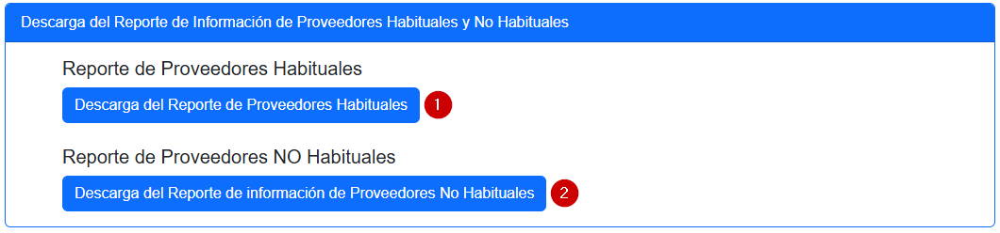 Descarga del Reporte de Información de Proveedores Habituales y No Habituales
Reporte de Proveedores Habituales
Descarga del Reporte de Proveedores Habituales 1
Reporte de Proveedores NO Habituales
Descarga del Reporte de información de Proveedores No Habituales 2